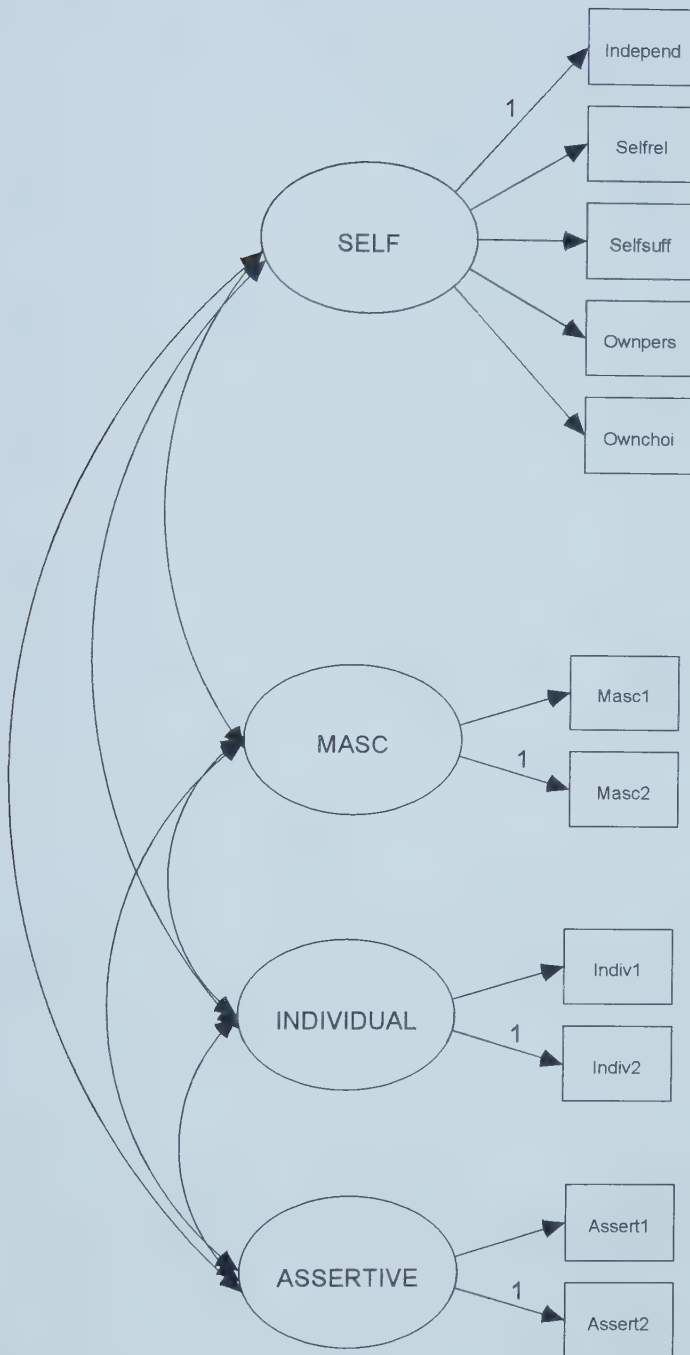 Independ
1
Selfrel
SELF
Selfsuff
Ownpers
Ownchoi
Masc1
MASC
1
Masc2
Indiv1
INDIVIDUAL
1
Indiv2
Assert1
ASSERTIVE
1
Assert2